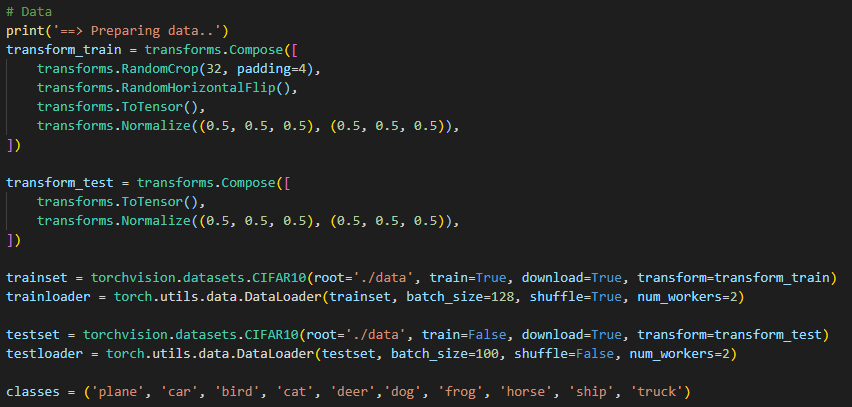 # Data
print('==> Preparing data..')
transform_train = transforms.Compose([
    transforms.RandomCrop(32, padding=4),
    transforms.RandomHorizontalFlip(),
    transforms.ToTensor(),
    transforms.Normalize((0.5, 0.5, 0.5), (0.5, 0.5, 0.5)),
])
transform_test = transforms.Compose([
    transforms.ToTensor(),
    transforms.Normalize((0.5, 0.5, 0.5), (0.5, 0.5, 0.5)),
])
trainset = torchvision.datasets.CIFAR10(root='./data', train=True, download=True, transform=transform_train)
trainloader = torch.utils.data.DataLoader(trainset, batch_size=128, shuffle=True, num_workers=2)
testset = torchvision.datasets.CIFAR10(root='./data', train=False, download=True, transform=transform_test)
testloader = torch.utils.data.DataLoader(testset, batch_size=100, shuffle=False, num_workers=2)
classes = ('plane', 'car', 'bird', 'cat', 'deer','dog', 'frog', 'horse', 'ship', 'truck')